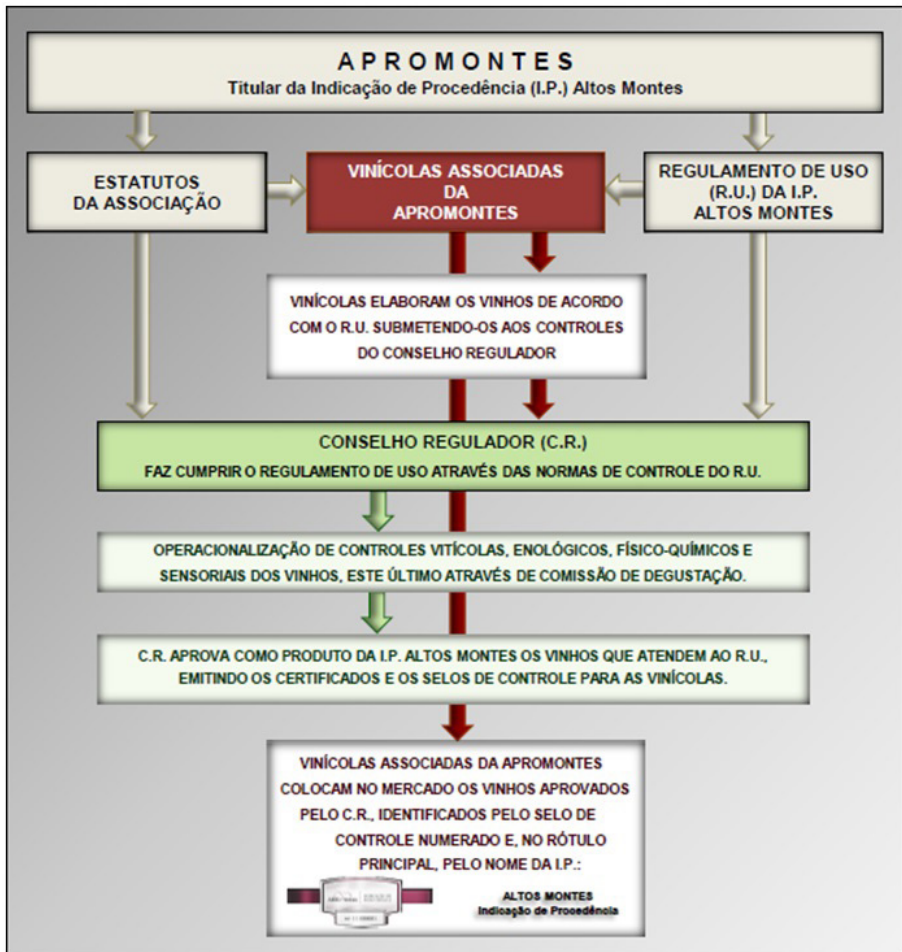 APROMONTES
Titular da Indicação de Procedência (I.P.) Altos Montes
ESTATUTOS
DA ASSOCIAÇÃO
VINÍCOLAS ASSOCIADAS
DA
APROMONTES
REGULAMENTO DE USO
(R.U.) DA I.P.
ALTOS MONTES
VINÍCOLAS ELABORAM OS VINHOS DE ACORDO
COM O R.U. SUBMETENDO-OS AOS CONTROLES
DO CONSELHO REGULADOR
CONSELHO REGULADOR (C.R.)
FAZ CUMPRIR O REGULAMENTO DE USO ATRAVÉS DAS NORMAS DE CONTROLE DO R.U.
OPERACIONALIZAÇÃO DE CONTROLES VITÍCOLAS, ENOLÓGICOS, FÍSICO-QUÍMICOS E
SENSORIAIS DOS VINHOS, ESTE ÚLTIMO ATRAVÉS DE COMISSÃO DE DEGUSTAÇÃO.
C.R. APROVA COMO PRODUTO DA I.P. ALTOS MONTES OS VINHOS QUE ATENDEM AO R.U.,
EMITINDO OS CERTIFICADOS E OS SELOS DE CONTROLE PARA AS VINÍCOLAS.
VINÍCOLAS ASSOCIADAS DA APROMONTES
COLOCAM NO MERCADO OS VINHOS APROVADOS
PELO C.R., IDENTIFICADOS PELO SELO DE
CONTROLE NUMERADO E, NO RÓTULO
PRINCIPAL, PELO NOME DA I.P.:
ALTOS MONTES
Indicação de Procedência